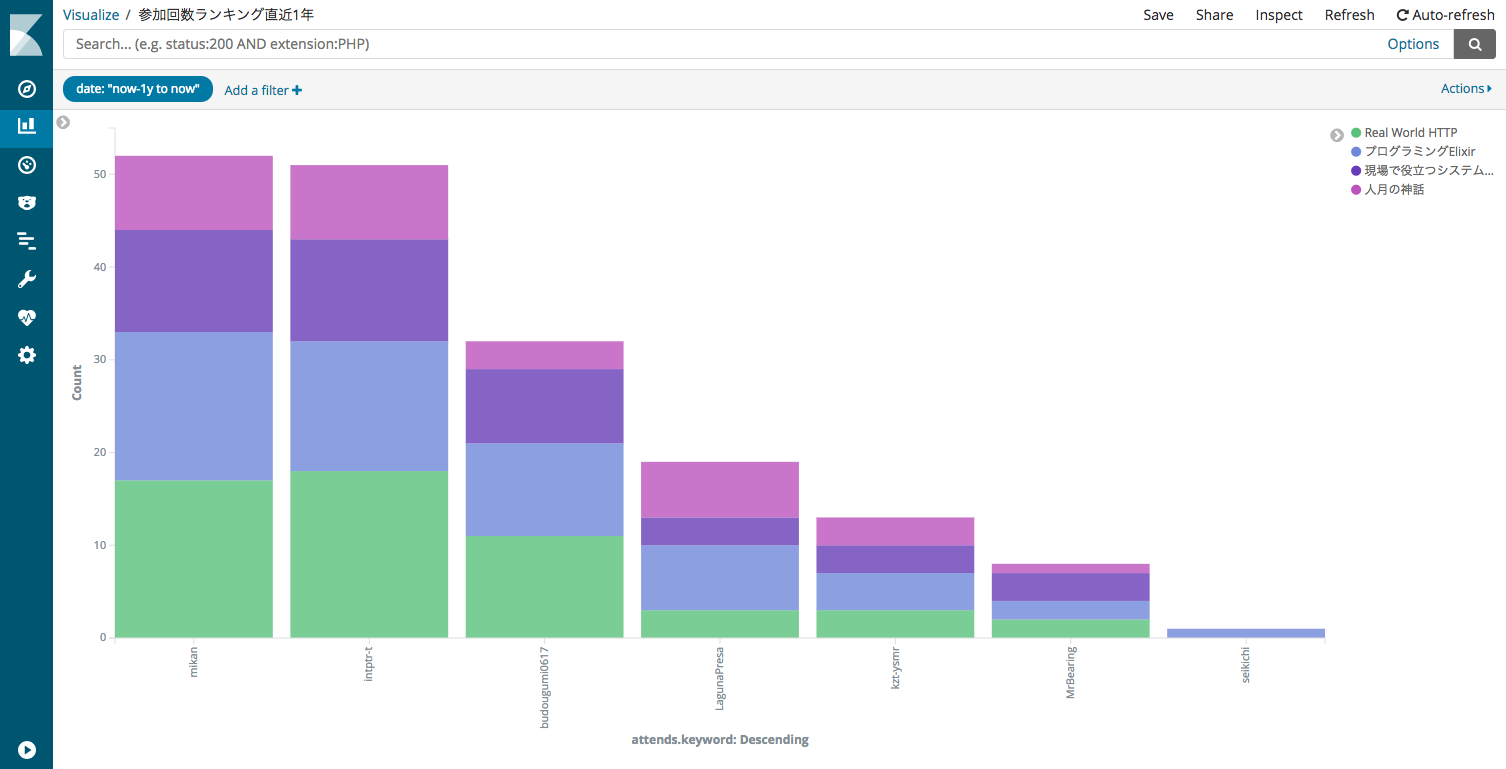 Visualize / 参加回数ランキング直近1年
Save Share Inspect Refresh Auto-refresh
Search... (e.g. status:200 AND extension:PHP)
Options
date: "now-1y to now"
Add a filter
Actions
Real World HTTP
プログラミングElixir
現場で役立つシステム...
人月の神話
50
40
30
20
10
0
Count
mikan
intptr-t
budougumi0617
LagunaPresa
kzt-ysmr
MrBearing
seikichi
attends.keyword: Descending